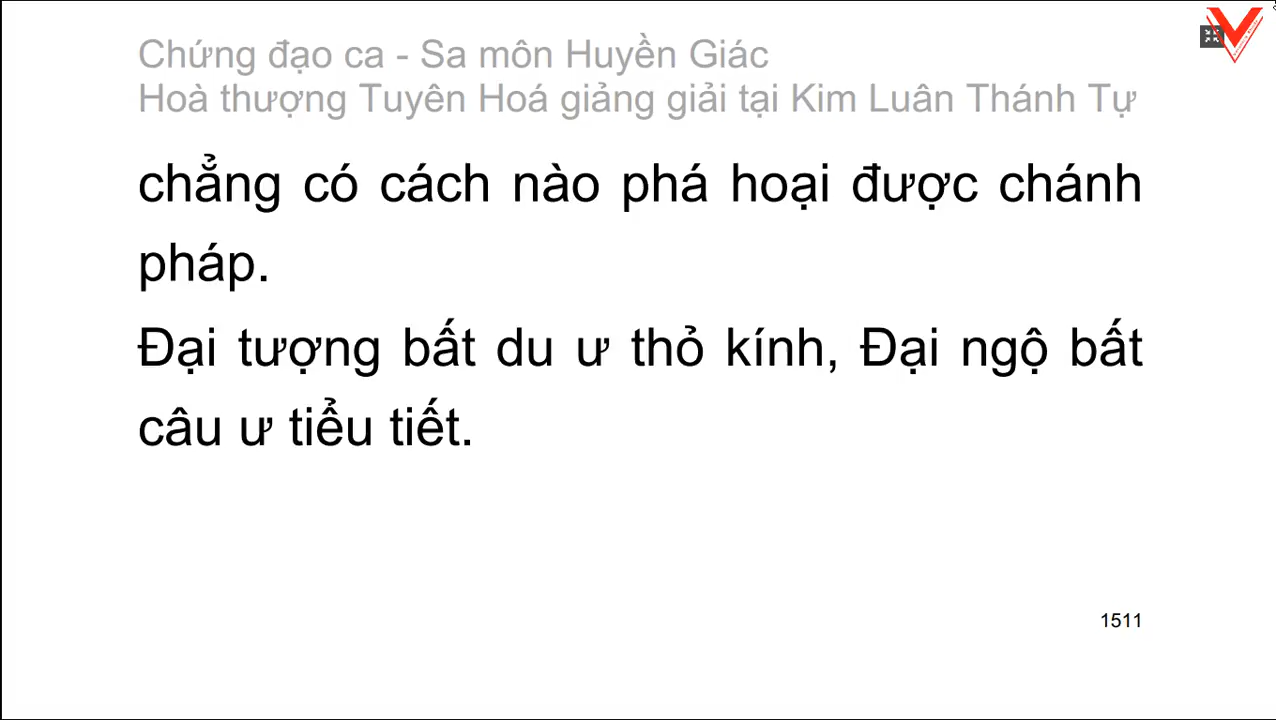 Chứng đạo ca - Sa môn Huyền Giác
Hoà thượng Tuyên Hoá giảng giải tại Kim Luân Thánh Tự
chẳng có cách nào phá hoại được chánh
pháp.
Đại tượng bất du ư thỏ kính, Đại ngộ bất
câu ư tiểu tiết.
1511